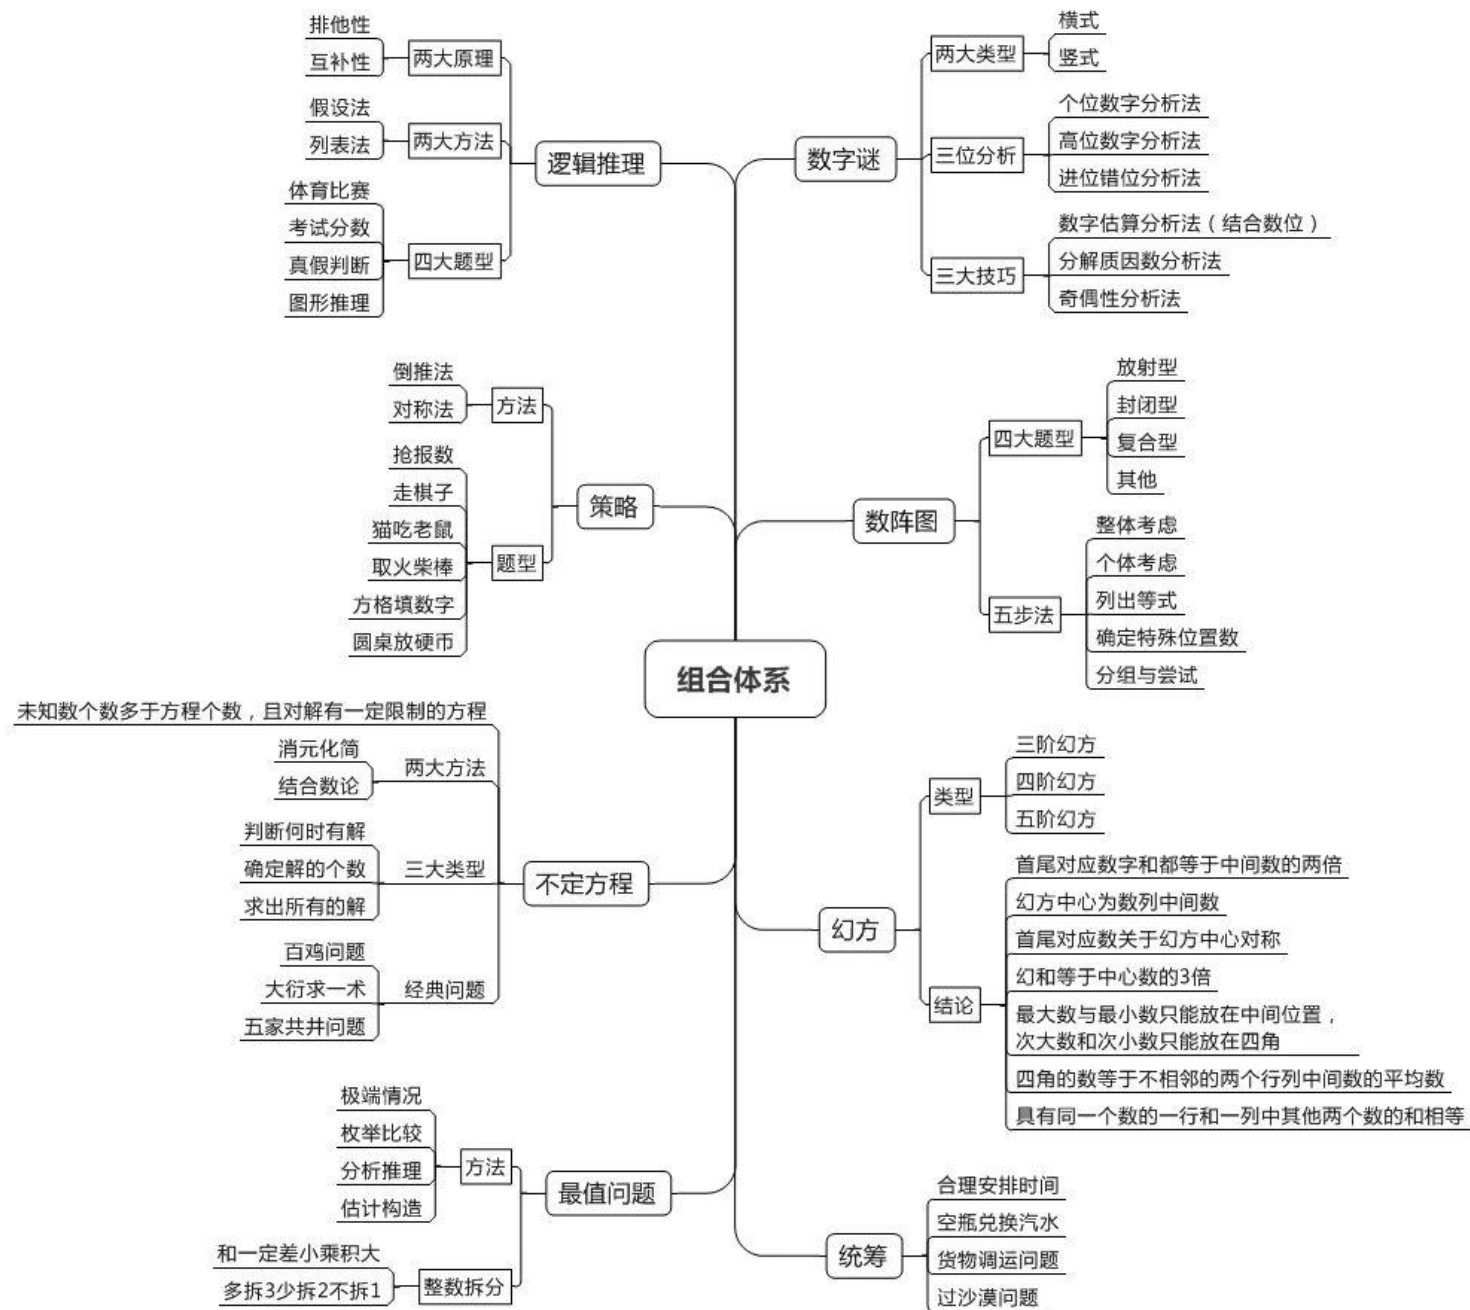 组合体系
逻辑推理
两大原理
排他性
互补性
两大方法
假设法
列表法
四大题型
体育比赛
考试分数
真假判断
图形推理
策略
方法
倒推法
对称法
题型
抢报数
走棋子
猫吃老鼠
取火柴棒
方格填数字
圆桌放硬币
不定方程
未知数个数多于方程个数，且对解有一定限制的方程
两大方法
消元化简
结合数论
三大类型
判断何时有解
确定解的个数
求出所有的解
经典问题
百鸡问题
大衍求一术
五家共井问题
最值问题
方法
极端情况
枚举比较
分析推理
估计构造
整数拆分
和一定差小乘积大
多拆3少拆2不拆1
数字谜
两大类型
横式
竖式
三位分析
个位数字分析法
高位数字分析法
进位错位分析法
三大技巧
数字估算分析法（结合数位）
分解质因数分析法
奇偶性分析法
数阵图
四大题型
放射型
封闭型
复合型
其他
五步法
整体考虑
个体考虑
列出等式
确定特殊位置数
分组与尝试
幻方
类型
三阶幻方
四阶幻方
五阶幻方
结论
首尾对应数字和都等于中间数的两倍
幻方中心为数列中间数
首尾对应数关于幻方中心对称
幻和等于中心数的3倍
最大数与最小数只能放在中间位置，
次大数和次小数只能放在四角
四角的数等于不相邻的两个行列中间数的平均数
具有同一个数的一行和一列中其他两个数的和相等
统筹
合理安排时间
空瓶兑换汽水
货物调运问题
过沙漠问题